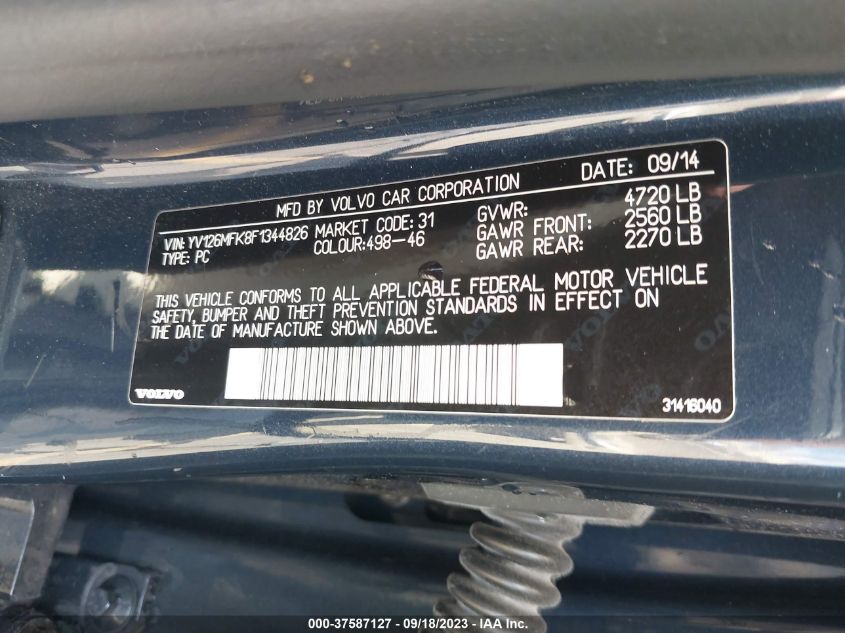 MFD BY VOLVO CAR CORPORATION DATE: 09/14
VIN: YV126MFK8F1344826 MARKET CODE: 31 GVWR: 4720 LB
TYPE: PC COLOUR:498-46 GAWR FRONT: 2560 LB
GAWR REAR: 2270 LB
THIS VEHICLE CONFORMS TO ALL APPLICABLE FEDERAL MOTOR VEHICLE
SAFETY, BUMPER AND THEFT PREVENTION STANDARDS IN EFFECT ON
THE DATE OF MANUFACTURE SHOWN ABOVE.
VOLVO 31416040
000-37587127 - 09/18/2023 - IAA Inc.